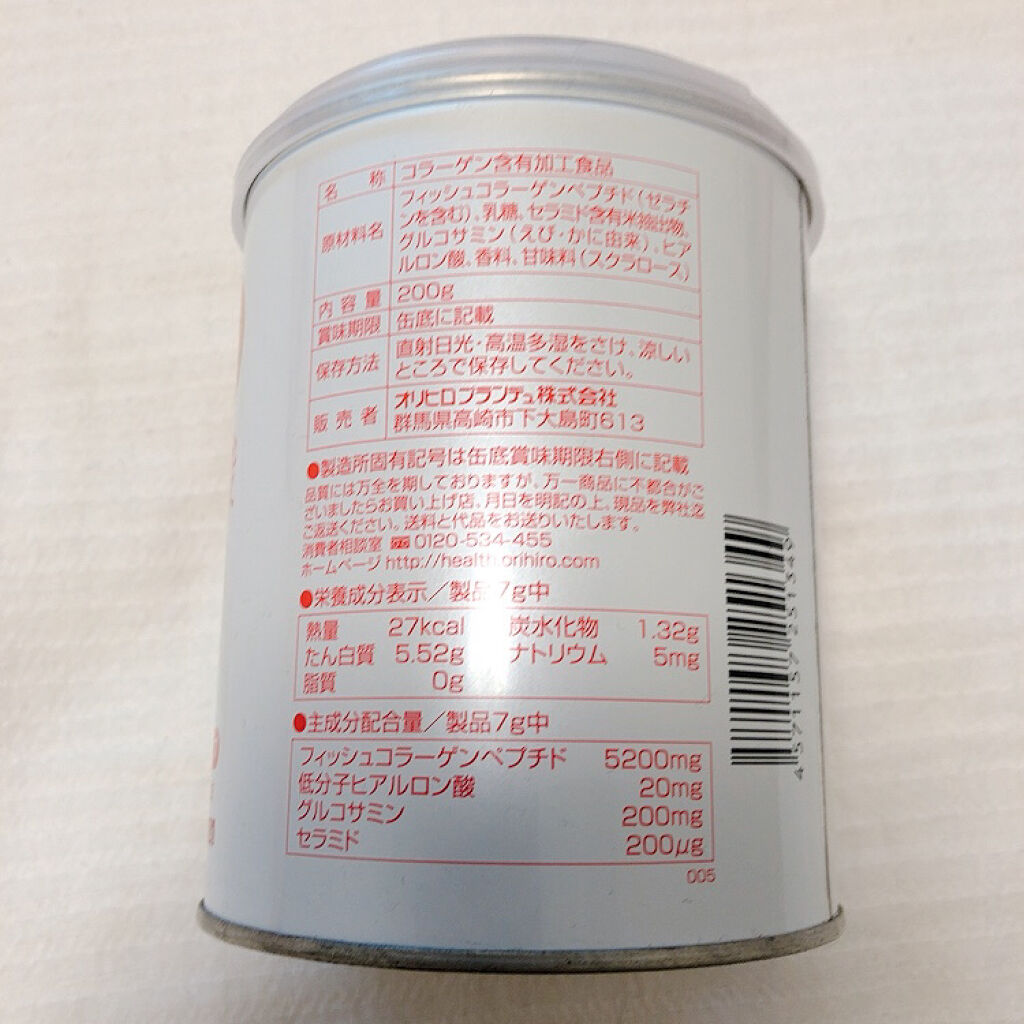 名称 コラーゲン含有加工食品
原材料名 フィッシュコラーゲンペプチド(ゼラチ
ンを含む)、乳糖、セラミド含有米抽出物、
グルコサミン(えび・かに由来)、ヒア
ルロン酸、香料、甘味料(スクラロース)
内容量 200g
賞味期限 缶底に記載
保存方法 直射日光・高温多湿をさけ、涼しい
ところで保存してください。
販売者 オリヒロプランデュ株式会社
群馬県高崎市下大島町613
●製造所固有記号は缶底賞味期限右側に記載
品質には万全を期しておりますが、万一商品に不都合がご
ざいましたらお買い上げ店、月日を明記の上、現品を弊社迄
ご返送ください。送料と代品をお送りいたします。
消費者相談室 0120-534-455
ホームページ http://health.orihiro.com
●栄養成分表示/製品7g中
熱量 27kcal 炭水化物 1.32g
たん白質 5.52g ナトリウム 5mg
脂質 0g
●主成分配合量/製品7g中
フィッシュコラーゲンペプチド 5200mg
低分子ヒアルロン酸 20mg
グルコサミン 200mg
セラミド 200μg
005